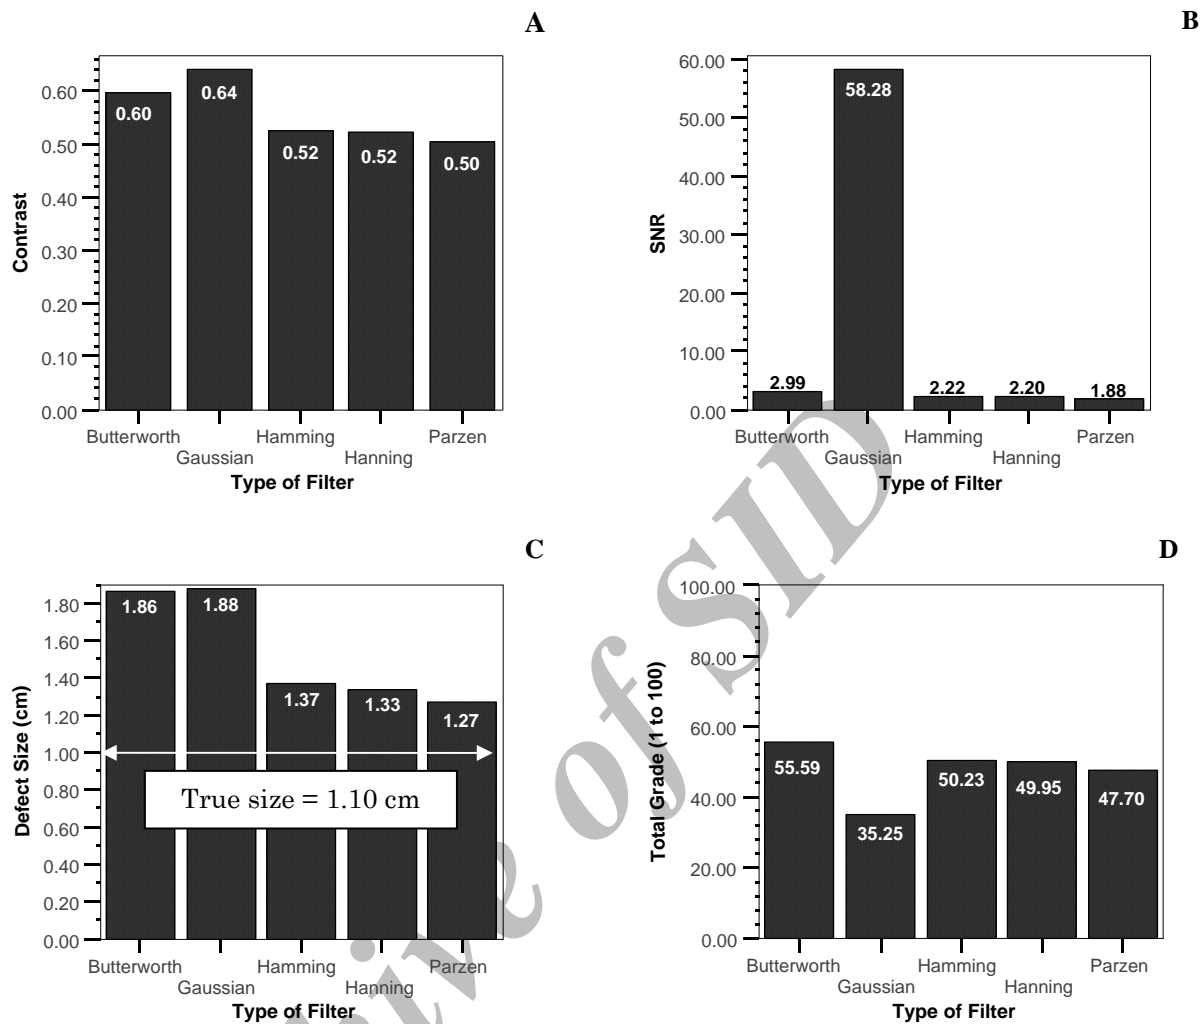 A
Contrast
0.60
0.50
0.40
0.30
0.20
0.10
0.00
0.60
0.64
0.52
0.52
0.50
Butterworth
Gaussian
Hamming
Hanning
Parzen
Type of Filter
B
SNR
60.00
50.00
40.00
30.00
20.00
10.00
0.00
2.99
58.28
2.22
2.20
1.88
Butterworth
Gaussian
Hamming
Hanning
Parzen
Type of Filter
C
Defect Size (cm)
1.80
1.60
1.40
1.20
1.00
0.80
0.60
0.40
0.20
0.00
1.86
1.88
1.37
1.33
1.27
True size = 1.10 cm
Butterworth
Gaussian
Hamming
Hanning
Parzen
Type of Filter
D
Total Grade (1 to 100)
100.00
80.00
60.00
40.00
20.00
0.00
55.59
35.25
50.23
49.95
47.70
Butterworth
Gaussian
Hamming
Hanning
Parzen
Type of Filter
hive of SID